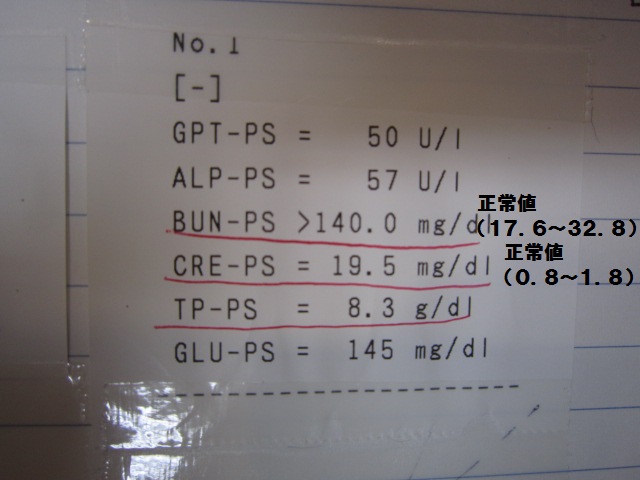 No.1
[-]
GPT-PS = 50 U/l
ALP-PS = 57 U/l
正常値
BUN-PS >140.0 mg/dl (17.6～32.8)
正常値
CRE-PS = 19.5 mg/dl (0.8～1.8)
TP-PS = 8.3 g/dl
GLU-PS = 145 mg/dl
--------------------------------